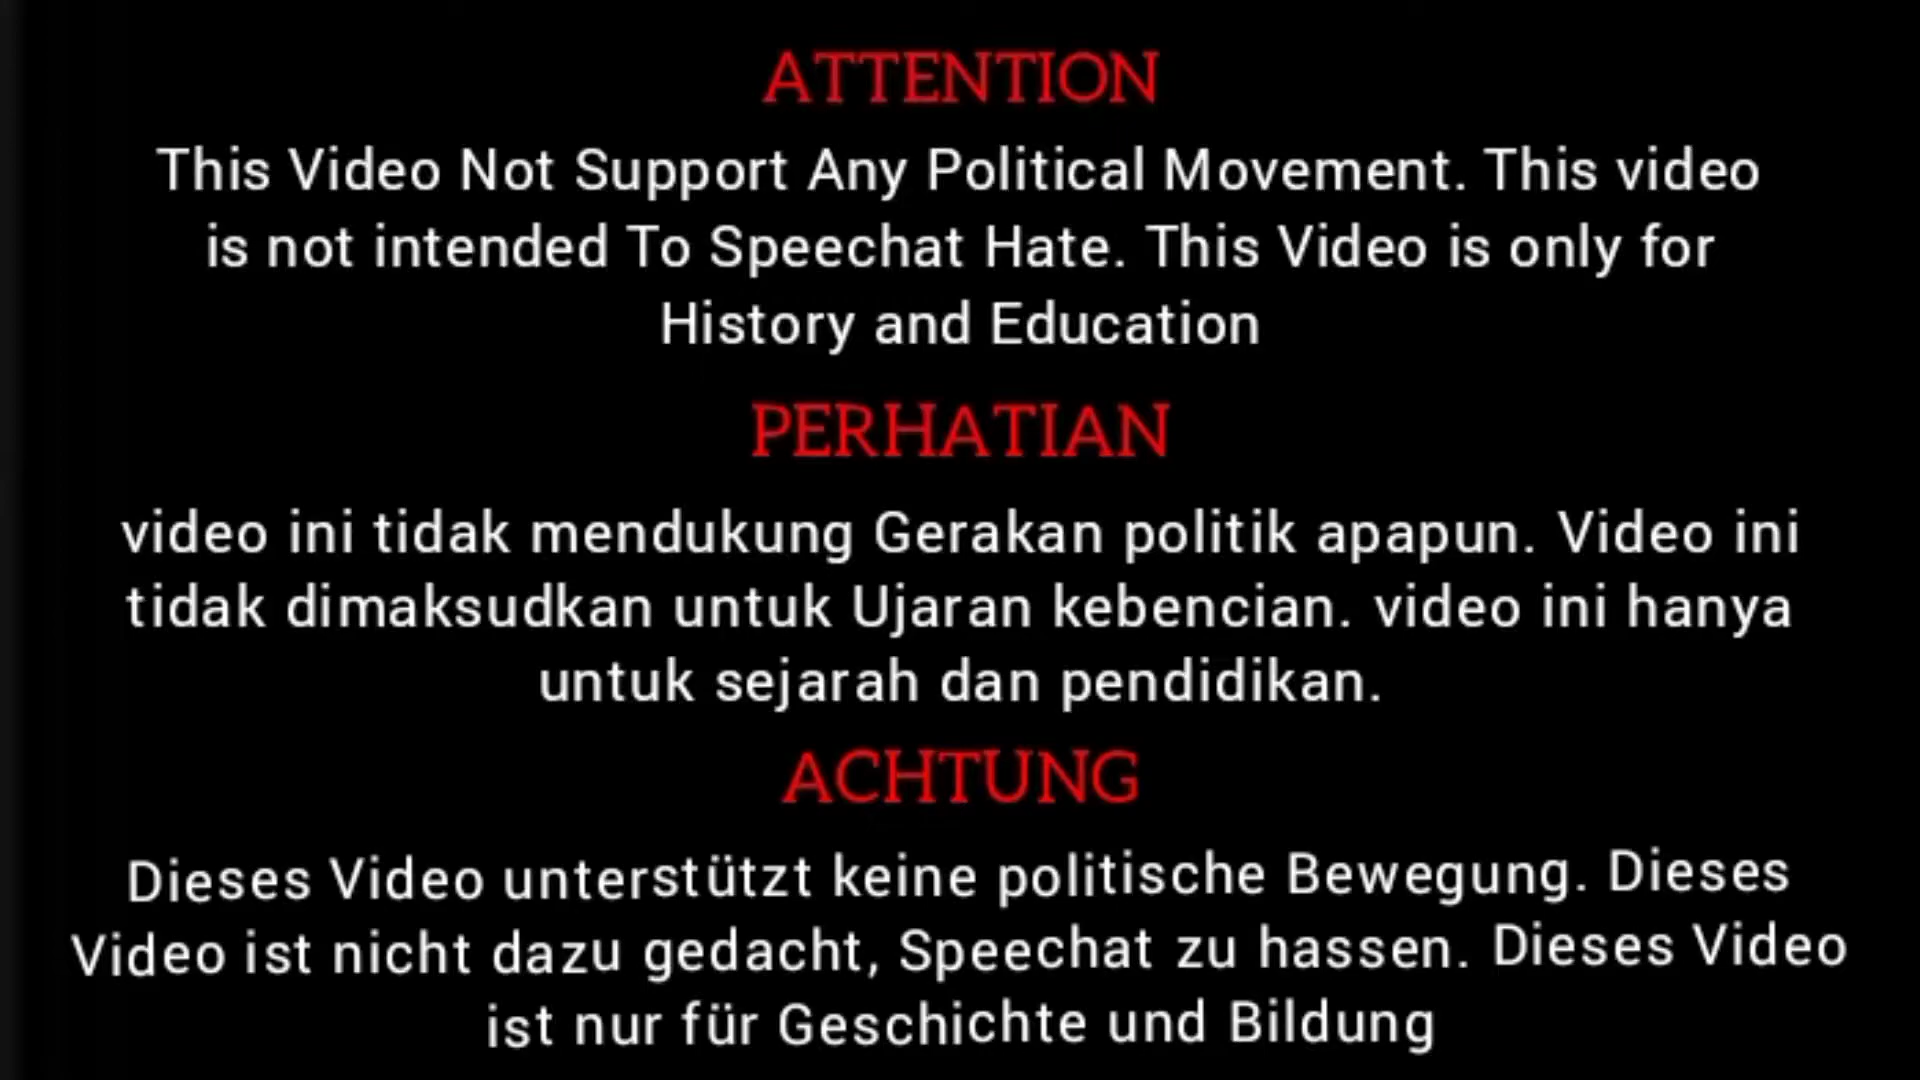 ATTENTION
This Video Not Support Any Political Movement. This video
is not intended To Speechat Hate. This Video is only for
History and Education
PERHATIAN
video ini tidak mendukung Gerakan politik apapun. Video ini
tidak dimaksudkan untuk Ujaran kebencian. video ini hanya
untuk sejarah dan pendidikan.
ACHTUNG
Dieses Video unterstützt keine politische Bewegung. Dieses
Video ist nicht dazu gedacht, Speechat zu hassen. Dieses Video
ist nur für Geschichte und Bildung